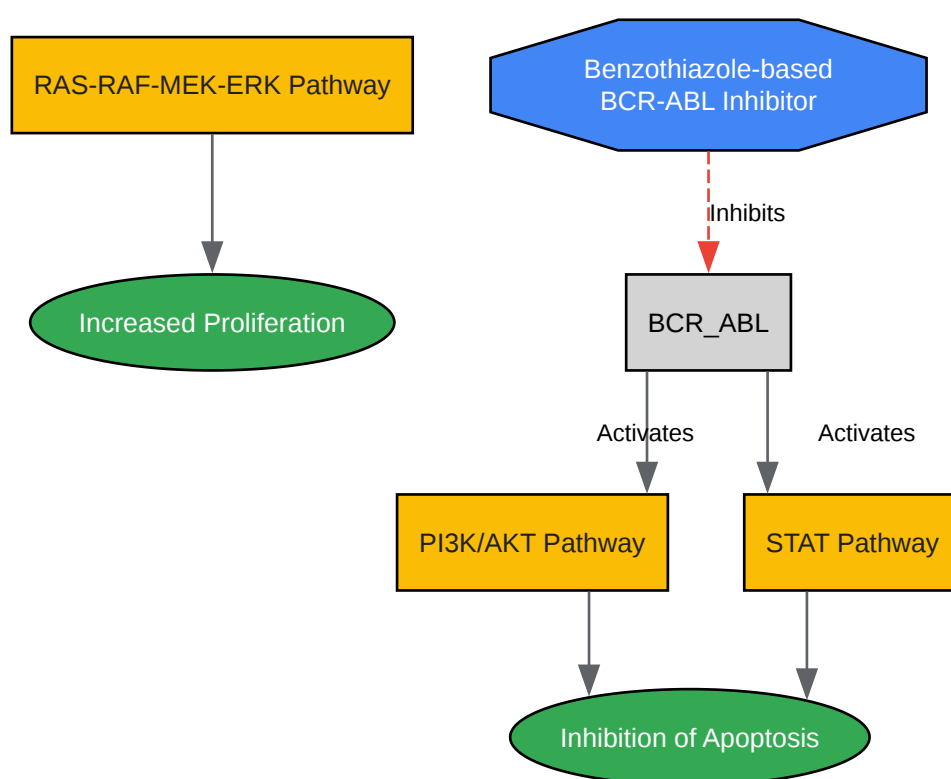 RAS-RAF-MEK-ERK Pathway
Benzothiazole-based
BCR-ABL Inhibitor
Inhibits
Increased Proliferation
BCR_ABL
Activates
Activates
PI3K/AKT Pathway
STAT Pathway
Inhibition of Apoptosis